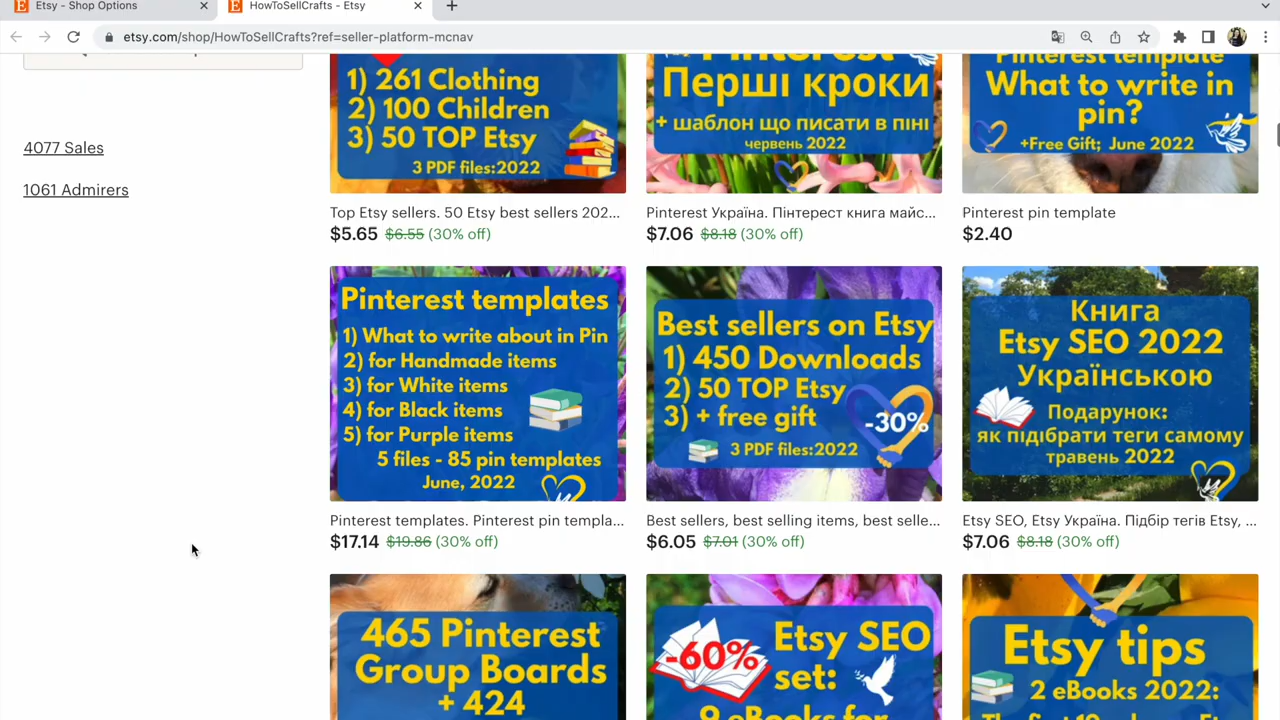 Etsy - Shop Options
HowToSellCrafts - Etsy
etsy.com/shop/HowToSellCrafts?ref=seller-platform-mcnav
4077 Sales
1061 Admirers
1) 261 Clothing
2) 100 Children
3) 50 TOP Etsy
3 PDF files:2022
Top Etsy sellers. 50 Etsy best sellers 202...
$5.65 $6.55 (30% off)
Pinterest
Перші кроки
+ шаблон що писати в піні
червень 2022
Pinterest Україна. Пінтерест книга майс...
$7.06 $8.18 (30% off)
Pinterest template
What to write in
pin?
+Free Gift; June 2022
Pinterest pin template
$2.40
Pinterest templates
1) What to write about in Pin
2) for Handmade items
3) for White items
4) for Black items
5) for Purple items
5 files - 85 pin templates
June, 2022
Pinterest templates. Pinterest pin templa...
$17.14 $19.86 (30% off)
Best sellers on Etsy
1) 450 Downloads
2) 50 TOP Etsy
3) + free gift
-30%
3 PDF files:2022
Best sellers, best selling items, best selle...
$6.05 $7.01 (30% off)
Книга
Etsy SEO 2022
Українською
Подарунок:
як підібрати теги самому
травень 2022
Etsy SEO, Etsy Україна. Підбір тегів Etsy, ...
$7.06 $8.18 (30% off)
465 Pinterest
Group Boards
+ 424
-60%
Etsy SEO
set:
9 eBooks for
Etsy tips
2 eBooks 2022: